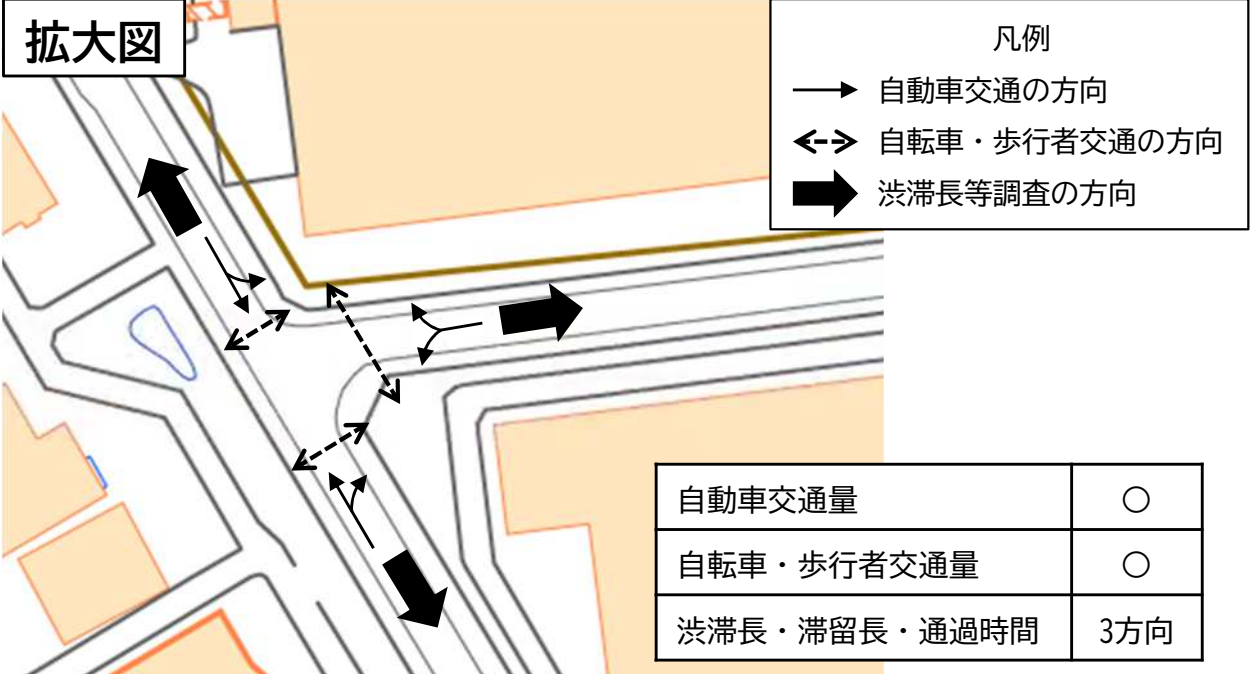 拡大図
凡例
自動車交通の方向
自転車・歩行者交通の方向
渋滞長等調査の方向
自動車交通量 ○
自転車・歩行者交通量 ○
渋滞長・滞留長・通過時間 3方向